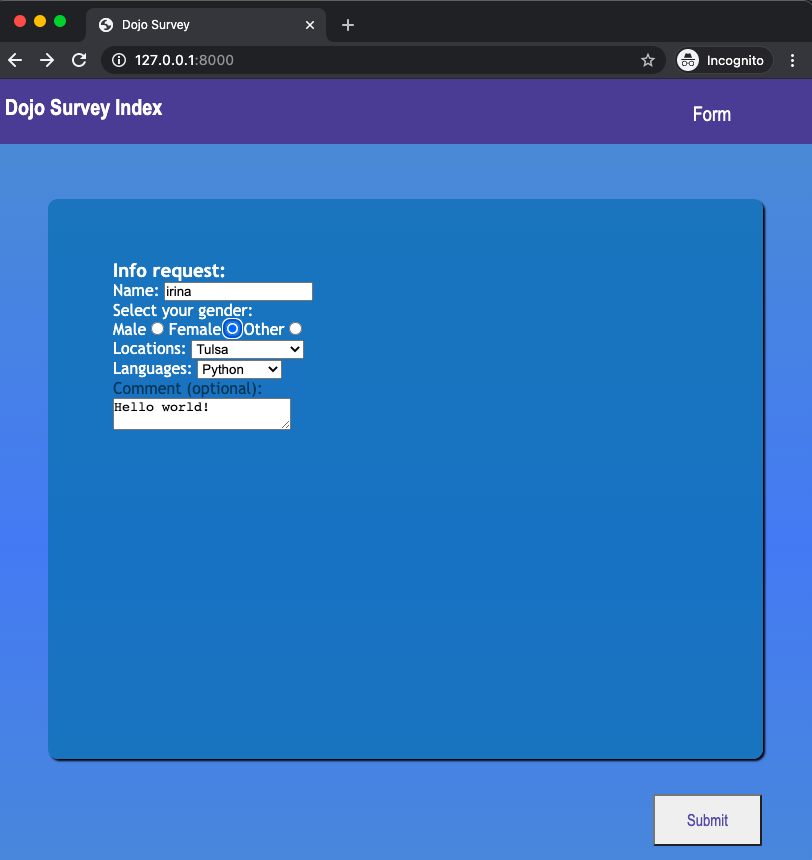 Dojo Survey
127.0.0.1:8000
Incognito
Dojo Survey Index
Form
Info request:
Name: irina
Select your gender:
Male Female Other
Locations: Tulsa
Languages: Python
Comment (optional):
Hello world!
Submit